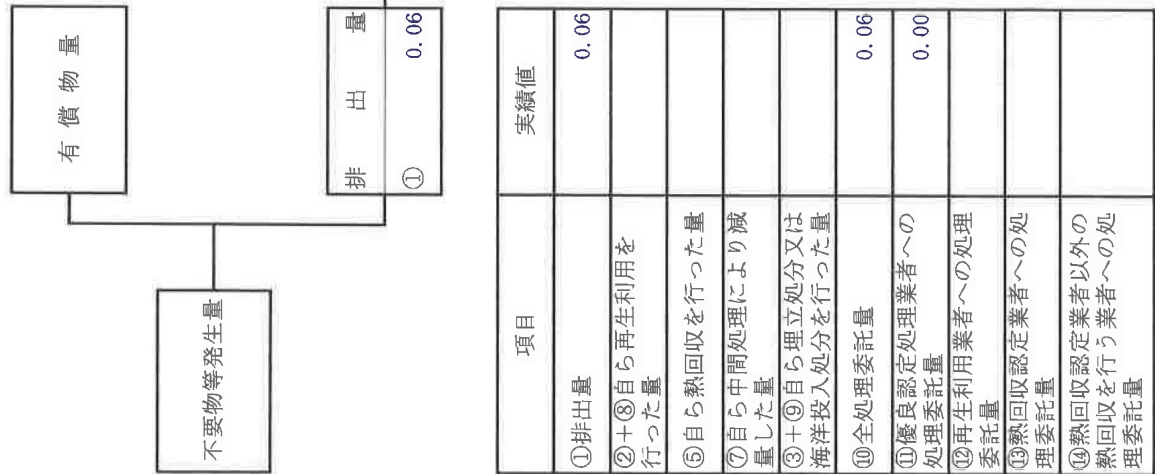 有償物量
不要物等発生量
排出量
① 0.06
項目 実績値
①排出量 0.06
②+⑧自ら再生利用を
行った量
⑤自ら熱回収を行った量
⑦自ら中間処理により減
量した量
③+⑨自ら埋立処分又は
海洋投入処分を行った量
⑩全処理委託量 0.06
⑪優良認定処理業者への
処理委託量 0.00
⑫再生利用業者への処理
委託量
⑬熱回収認定業者への処
理委託量
⑭熱回収認定業者以外の
熱回収を行う業者への処
理委託量